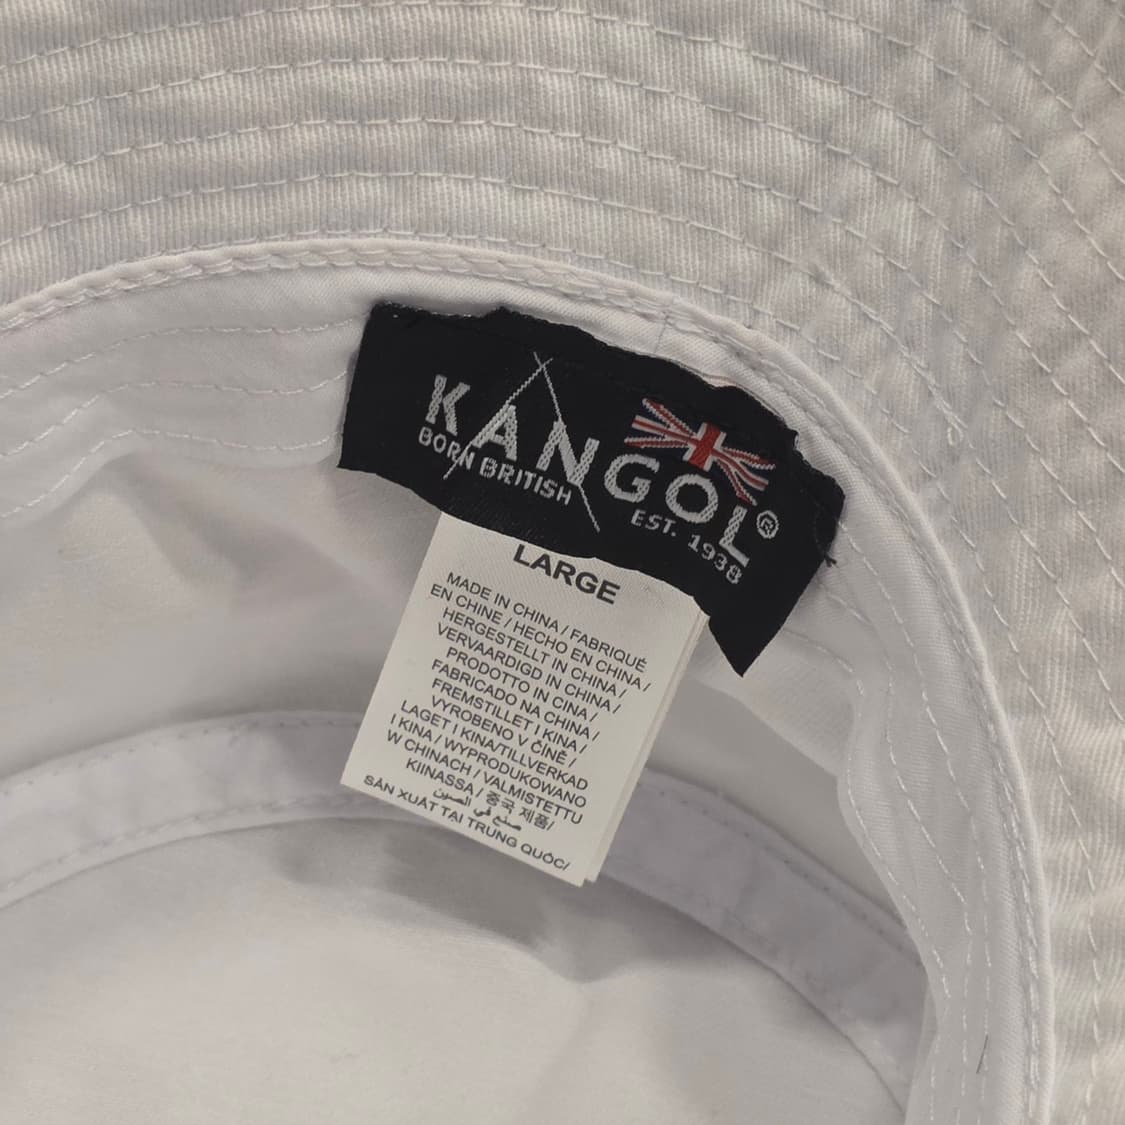 KANGOL®
BORN BRITISH EST. 1938
LARGE
MADE IN CHINA / FABRIQUÉ
EN CHINE / HECHO EN CHINA /
HERGESTELLT IN CHINA /
VERVAARDIGD IN CHINA /
PRODOTTO IN CINA /
FABRICADO NA CHINA /
FREMSTILLET I KINA /
VYROBENO V ČÍNĚ /
LAGET I KINA/TILLVERKAD
I KINA / WYPRODUKOWANO
W CHINACH / VALMISTETTU
KIINASSA / 중국 제품/
صنع في الصين
SẢN XUẤT TẠI TRUNG QUỐC/